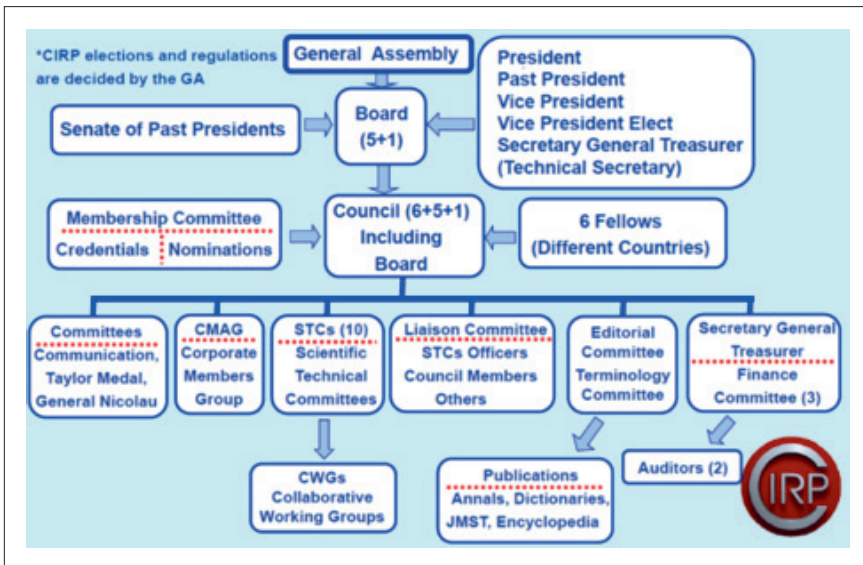 *CIRP elections and regulations
are decided by the GA
General Assembly
President
Past President
Vice President
Vice President Elect
Secretary General Treasurer
(Technical Secretary)
Senate of Past Presidents
Board
(5+1)
Membership Committee
Credentials Nominations
Council (6+5+1)
Including
Board
6 Fellows
(Different Countries)
Committees
Communication,
Taylor Medal,
General Nicolau
CMAG
Corporate
Members
Group
STCs (10)
Scientific
Technical
Committees
Liaison Committee
STCs Officers
Council Members
Others
Editorial
Committee
Terminology
Committee
Secretary General
Treasurer
Finance
Committee (3)
CWGs
Collaborative
Working Groups
Publications
Annals, Dictionaries,
JMST, Encyclopedia
Auditors (2)
CIRP